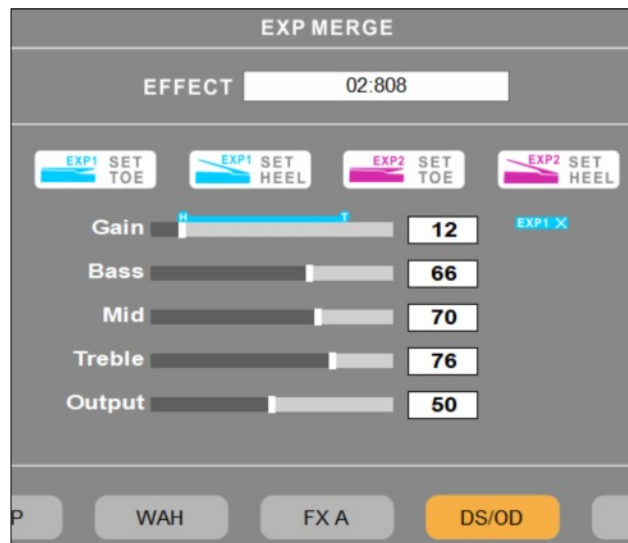 EXP MERGE
EFFECT 02:808
EXP1 SET TOE
EXP1 SET HEEL
EXP2 SET TOE
EXP2 SET HEEL
H T
Gain 12 EXP1 X
Bass 66
Mid 70
Treble 76
Output 50
P WAH FX A DS/OD